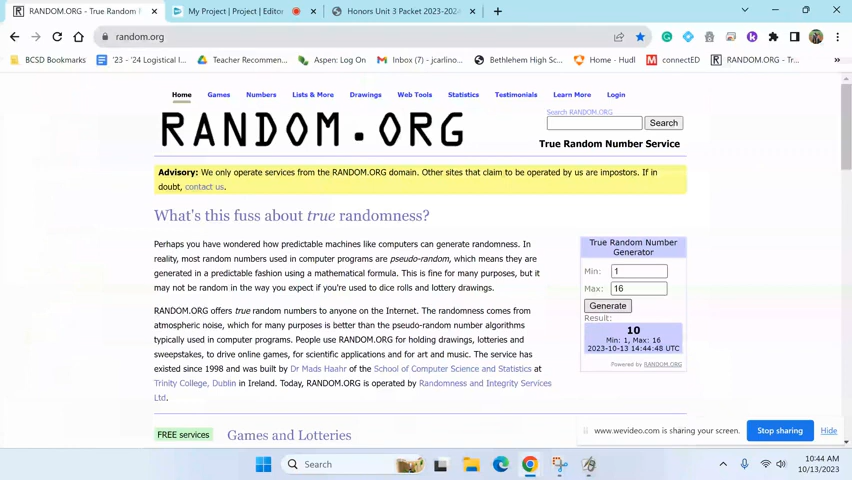 RANDOM.ORG - True Random
My Project | Project | Editor
Honors Unit 3 Packet 2023-2024
random.org
BCSD Bookmarks
'23 - '24 Logistical I...
Teacher Recommen...
Aspen: Log On
Inbox (7) - jcarlino...
Bethlehem High Sc...
Home - Hudl
connectED
RANDOM.ORG - Tr...
Home
Games
Numbers
Lists & More
Drawings
Web Tools
Statistics
Testimonials
Learn More
Login
RANDOM.ORG
Search RANDOM.ORG
Search
True Random Number Service
Advisory: We only operate services from the RANDOM.ORG domain. Other sites that claim to be operated by us are impostors. If in
doubt, contact us.
What's this fuss about true randomness?
Perhaps you have wondered how predictable machines like computers can generate randomness. In
reality, most random numbers used in computer programs are pseudo-random, which means they are
generated in a predictable fashion using a mathematical formula. This is fine for many purposes, but it
may not be random in the way you expect if you're used to dice rolls and lottery drawings.
RANDOM.ORG offers true random numbers to anyone on the Internet. The randomness comes from
atmospheric noise, which for many purposes is better than the pseudo-random number algorithms
typically used in computer programs. People use RANDOM.ORG for holding drawings, lotteries and
sweepstakes, to drive online games, for scientific applications and for art and music. The service has
existed since 1998 and was built by Dr Mads Haahr of the School of Computer Science and Statistics at
Trinity College, Dublin in Ireland. Today, RANDOM.ORG is operated by Randomness and Integrity Services
Ltd.
True Random Number
Generator
Min: 1
Max: 16
Generate
Result:
10
Min: 1, Max: 16
2023-10-13 14:44:48 UTC
Powered by RANDOM.ORG
FREE services
Games and Lotteries
www.wevideo.com is sharing your screen.
Stop sharing
Hide
Search
10:44 AM
10/13/2023